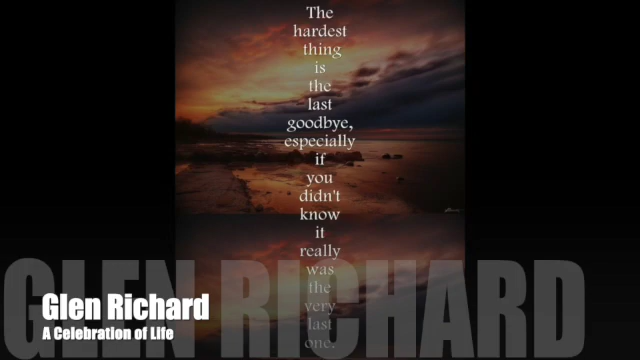 The
hardest
thing
is
the
last
goodbye,
especially
if
you
didn't
know
it
really
was
the
very
last
one.
GLEN RICHARD
Glen Richard
A Celebration of Life